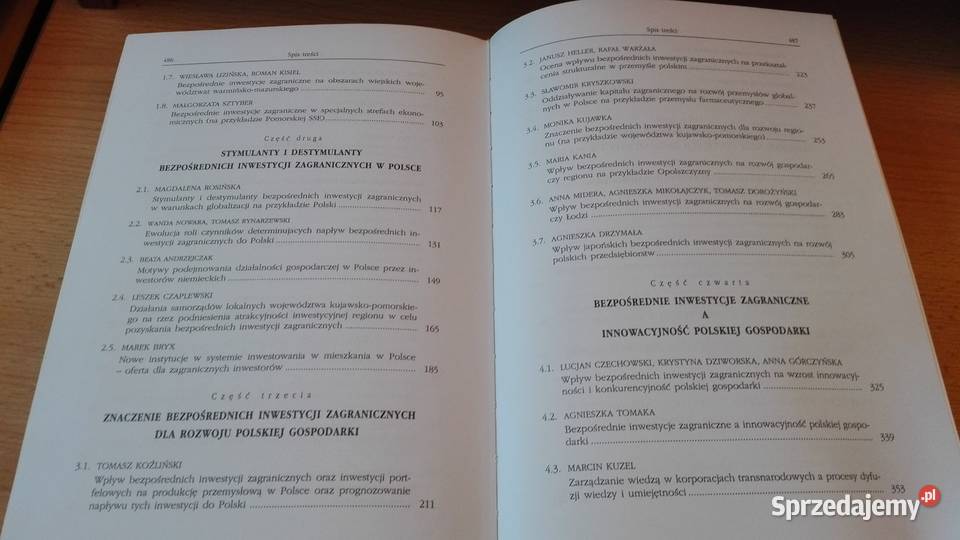 486
Spis treści
1.7. WIESŁAWA LIZIŃSKA, ROMAN KISIEL
Bezpośrednie inwestycje zagraniczne na obszarach wiejskich woje-
wództwa warmińsko-mazurskiego 95
1.8. MAŁGORZATA SZTYBER
Bezpośrednie inwestycje zagraniczne w specjalnych strefach ekono-
micznych (na przykładzie Pomorskiej SSE) 103
Część druga
STYMULANTY I DESTYMULANTY
BEZPOŚREDNICH INWESTYCJI ZAGRANICZNYCH W POLSCE
2.1. MAGDALENA ROSIŃSKA
Stymulanty i destymulanty bezpośrednich inwestycji zagranicznych
w warunkach globalizacji na przykładzie Polski 117
2.2. WANDA NOWARA, TOMASZ RYNARZEWSKI
Ewolucja roli czynników determinujących napływ bezpośrednich in-
westycji zagranicznych do Polski 131
2.3. BEATA ANDRZEJCZAK
Motywy podejmowania działalności gospodarczej w Polsce przez in-
westorów niemieckich 149
2.4. LESZEK CZAPLEWSKI
Działania samorządów lokalnych województwa kujawsko-pomorskie-
go na rzez podniesienia atrakcyjności inwestycyjnej regionu w celu
pozyskania bezpośrednich inwestycji zagranicznych 165
2.5. MAREK BRYX
Nowe instytucje w systemie inwestowania w mieszkania w Polsce
– oferta dla zagranicznych inwestorów 185
Część trzecia
ZNACZENIE BEZPOŚREDNICH INWESTYCJI ZAGRANICZNYCH
DLA ROZWOJU POLSKIEJ GOSPODARKI
3.1. TOMASZ KOŹLIŃSKI
Wpływ bezpośrednich inwestycji zagranicznych oraz inwestycji port-
felowych na produkcję przemysłową w Polsce oraz prognozowanie
napływu tych inwestycji do Polski 211
Spis treści
487
3.2. JANUSZ HELLER, RAFAŁ WARŻAŁA
Ocena wpływu bezpośrednich inwestycji zagranicznych na przekształ-
cenia strukturalne w przemyśle polskim 223
3.3. SŁAWOMIR KRYSZKOWSKI
Oddziaływanie kapitału zagranicznego na rozwój przemysłów global-
nych w Polsce na przykładzie przemysłu farmaceutycznego 237
3.4. MONIKA KUJAWKA
Znaczenie bezpośrednich inwestycji zagranicznych dla rozwoju regio-
nu (na przykładzie województwa kujawsko-pomorskiego) 253
3.5. MARIA KANIA
Wpływ bezpośrednich inwestycji zagranicznych na rozwój gospodar-
czy regionu na przykładzie Opolszczyzny 265
3.6. ANNA MIDERA, AGNIESZKA MIKOŁAJCZYK, TOMASZ DOROŻYŃSKI
Wpływ bezpośrednich inwestycji zagranicznych na rozwój gospodar-
czy Łodzi 283
3.7. AGNIESZKA DRZYMAŁA
Wpływ japońskich bezpośrednich inwestycji zagranicznych na rozwój
polskich przedsiębiorstw 305
Część czwarta
BEZPOŚREDNIE INWESTYCJE ZAGRANICZNE
A
INNOWACYJNOŚĆ POLSKIEJ GOSPODARKI
4.1. LUCJAN CZECHOWSKI, KRYSTYNA DZIWORSKA, ANNA GÓRCZYŃSKA
Wpływ bezpośrednich inwestycji zagranicznych na wzrost innowacyj-
ności i konkurencyjność polskiej gospodarki 325
4.2. AGNIESZKA TOMAKA
Bezpośrednie inwestycje zagraniczne a innowacyjność polskiej gospo-
darki 339
4.3. MARCIN KUZEL
Zarządzanie wiedzą w korporacjach transnarodowych a procesy dyfu-
zji wiedzy i umiejętności 353
Sprzedajemy.pl